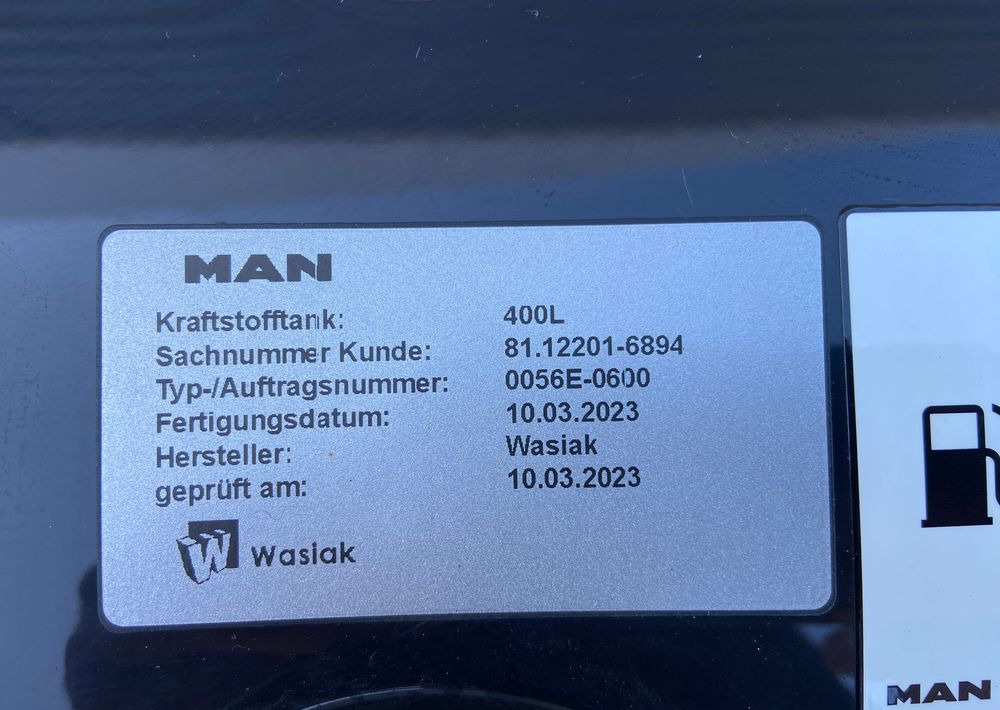 MAN
Kraftstofftank: 400L
Sachnummer Kunde: 81.12201-6894
Typ-/Auftragsnummer: 0056E-0600
Fertigungsdatum: 10.03.2023
Hersteller: Wasiak
geprüft am: 10.03.2023
W Wasiak
MAN